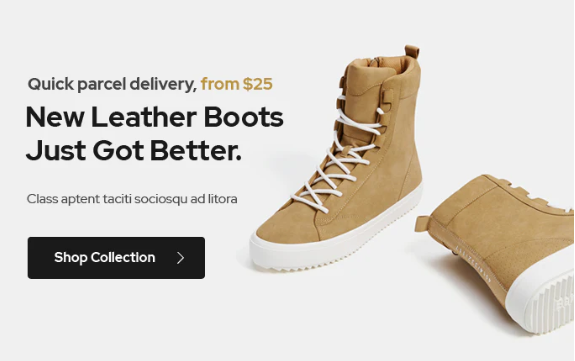 Quick parcel delivery, from $25
New Leather Boots
Just Got Better.
Class aptent taciti sociosqu ad litora
Shop Collection